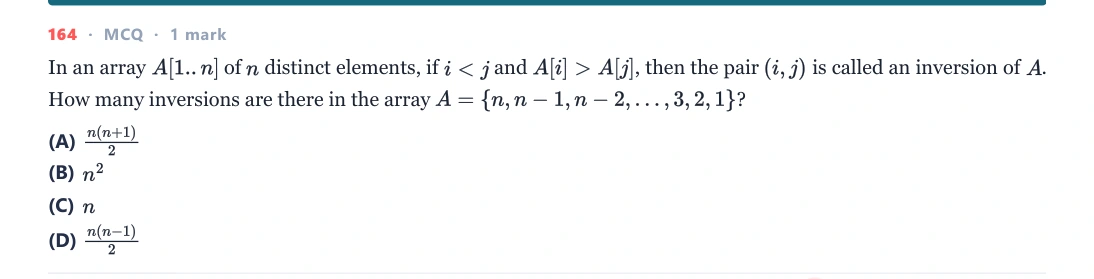 164 · MCQ · 1 mark
In an array A[1.. n] of n distinct elements, if i < j and A[i] > A[j], then the pair (i, j) is called an inversion of A.
How many inversions are there in the array A = {n, n − 1, n − 2, . . . , 3, 2, 1}?
(A) n(n+1)/2
(B) n²
(C) n
(D) n(n−1)/2